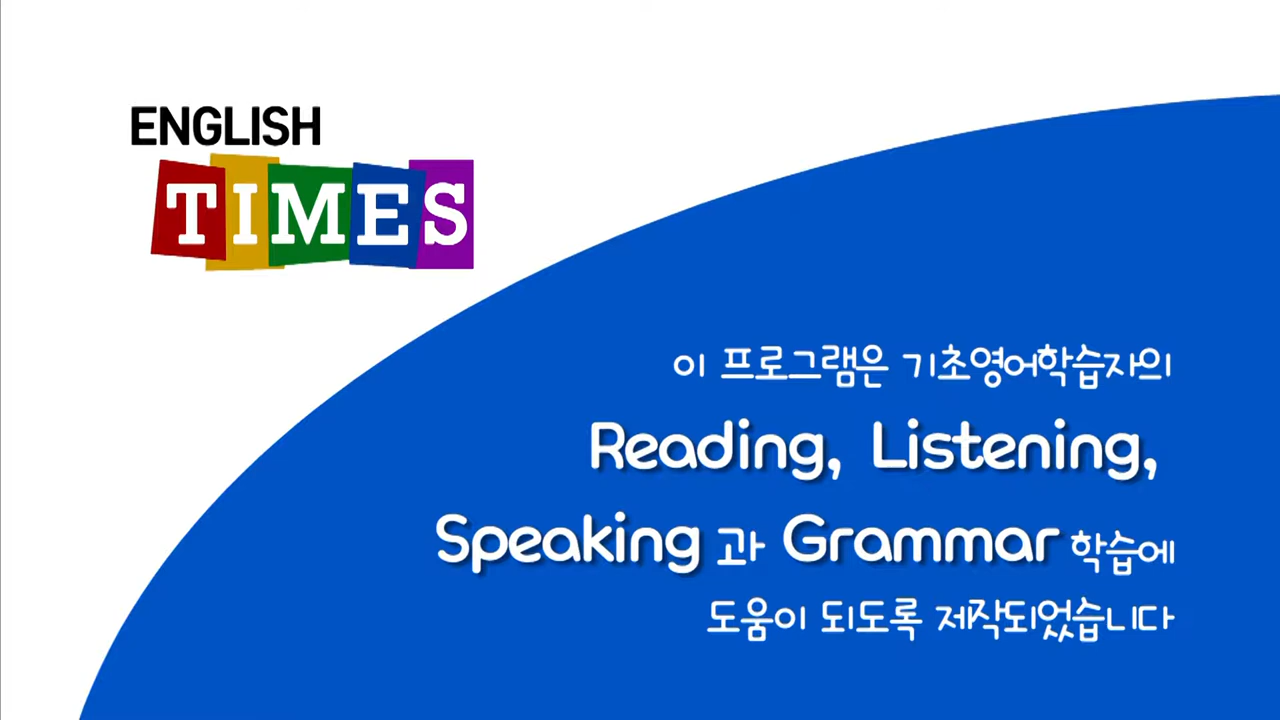 ENGLISH
TIMES
이 프로그램은 기초영어학습자의
Reading, Listening,
Speaking 과 Grammar 학습에
도움이 되도록 제작되었습니다